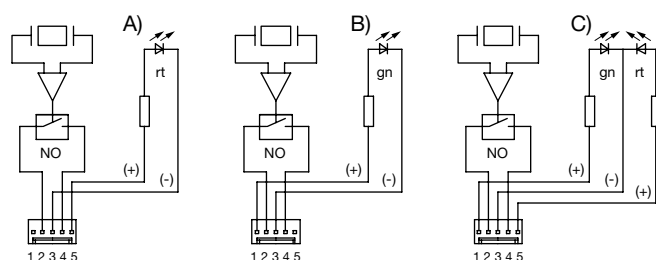 A)
rt
NO
(+)
(-)
1 2 3 4 5
B)
gn
NO
(+)
(-)
1 2 3 4 5
C)
gn
rt
NO
(+)
(-)
(+)
1 2 3 4 5